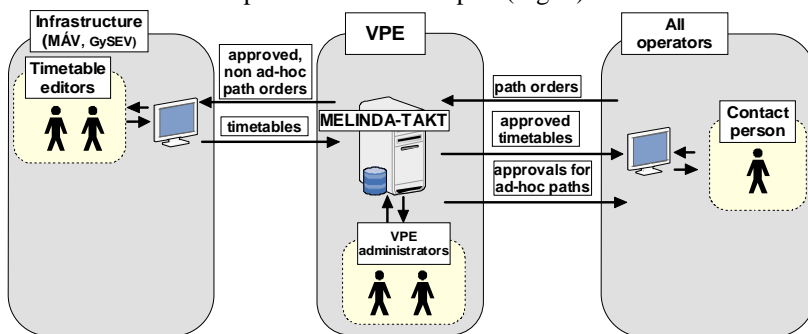 Infrastructure
(MÁV, GySEV)
Timetable
editors
approved,
non ad-hoc
path orders
timetables
VPE
MELINDA-TAKT
VPE
administrators
path orders
approved
timetables
approvals for
ad-hoc paths
All
operators
Contact
person